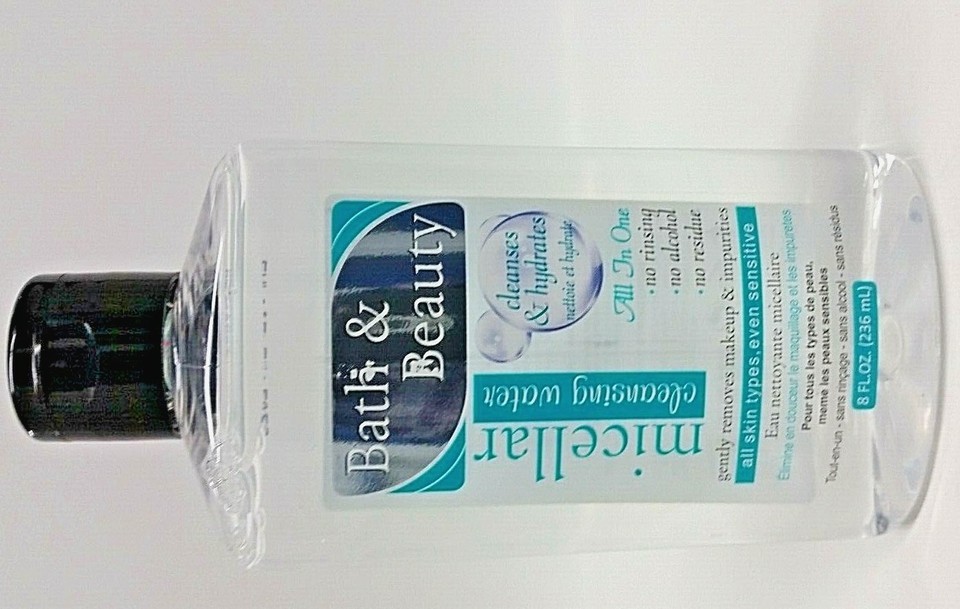 Bath &
Beauty
micellar
cleansing water
cleanses
& hydrates
nettoie et hydrate
All In One
· no rinsing
· no alcohol
· no residue
gently removes makeup & impurities
all skin types,even sensitive
Eau nettoyante micellaire
Élimine en douceur le maquillage et les impuretés
Pour tous les types de peau,
meme les peaux sensibles
Tout-en-un - sans rinçage - sans alcool - sans résidus
8 FL.OZ. (236 mL)